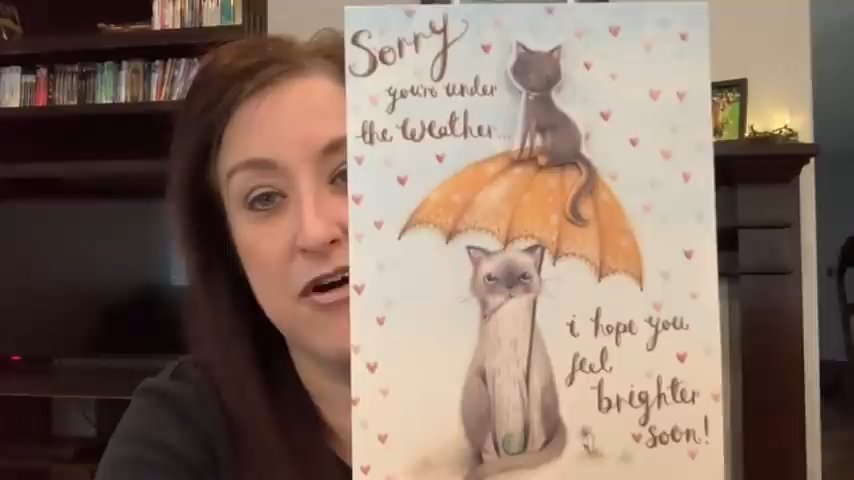 Sorry
you're under
the weather...
i hope you
feel
brighter
soon!